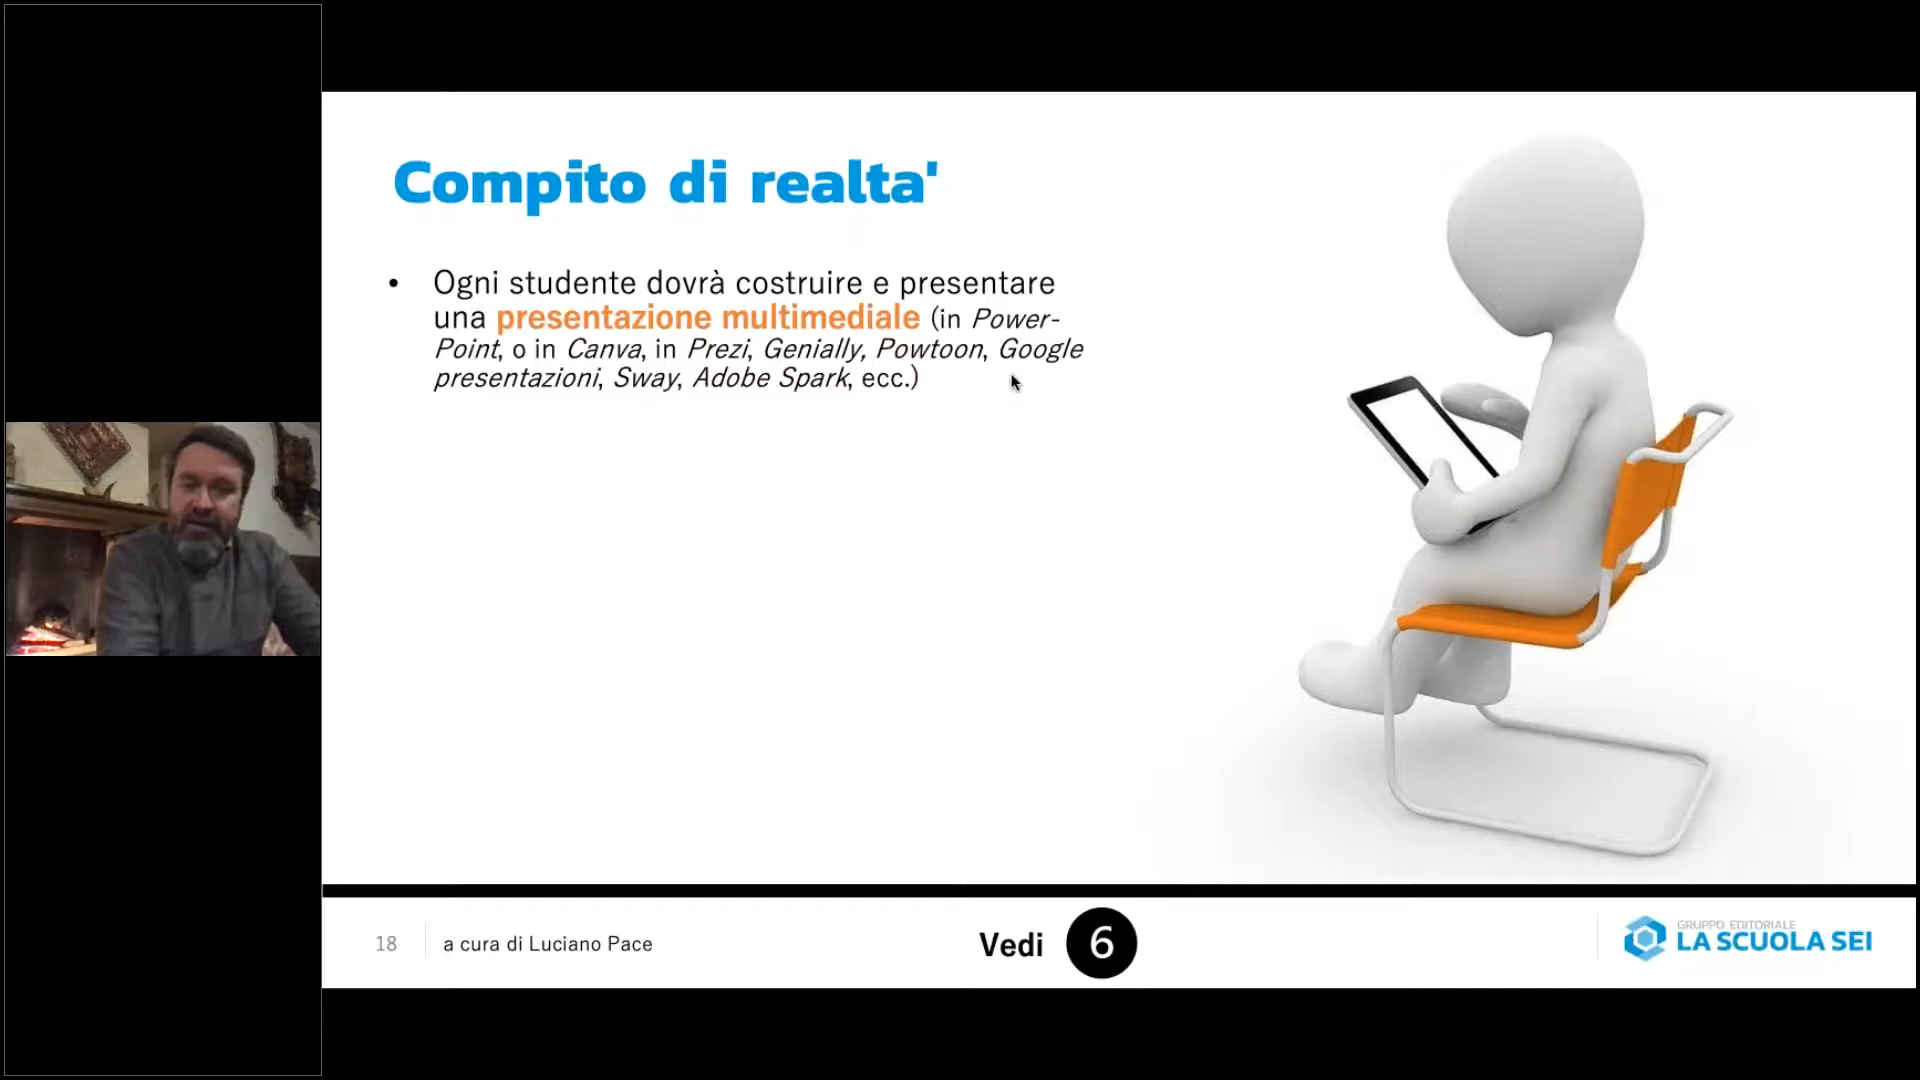 Compito di realta'
• Ogni studente dovrà costruire e presentare
una presentazione multimediale (in Power-
Point, o in Canva, in Prezi, Genially, Powtoon, Google
presentazioni, Sway, Adobe Spark, ecc.)
18
a cura di Luciano Pace
Vedi 6
GRUPPO EDITORIALE
LA SCUOLA SEI